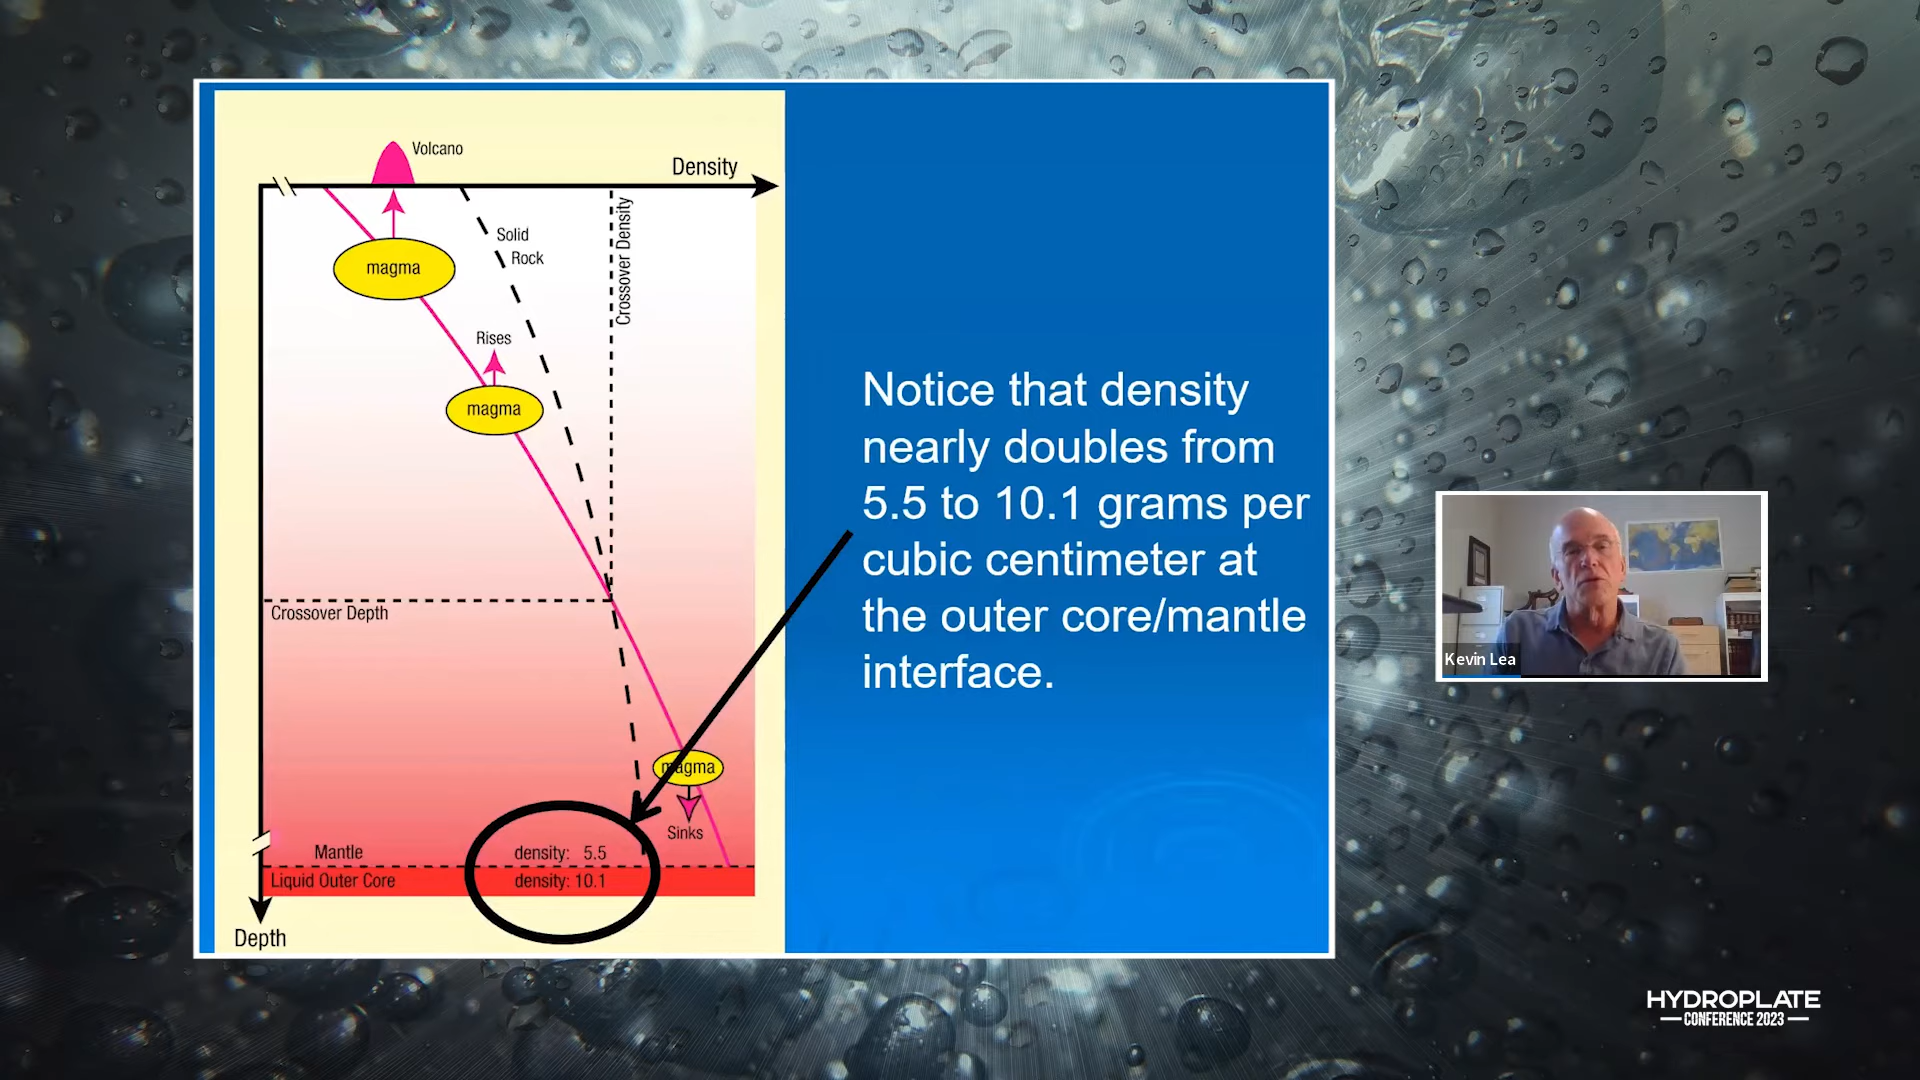 Volcano
Density
Solid
Rock
Crossover Density
magma
Rises
magma
Crossover Depth
magma
Sinks
Mantle
density: 5.5
Liquid Outer Core
density: 10.1
Depth
Notice that density
nearly doubles from
5.5 to 10.1 grams per
cubic centimeter at
the outer core/mantle
interface.
Kevin Lea
HYDROPLATE
CONFERENCE 2023